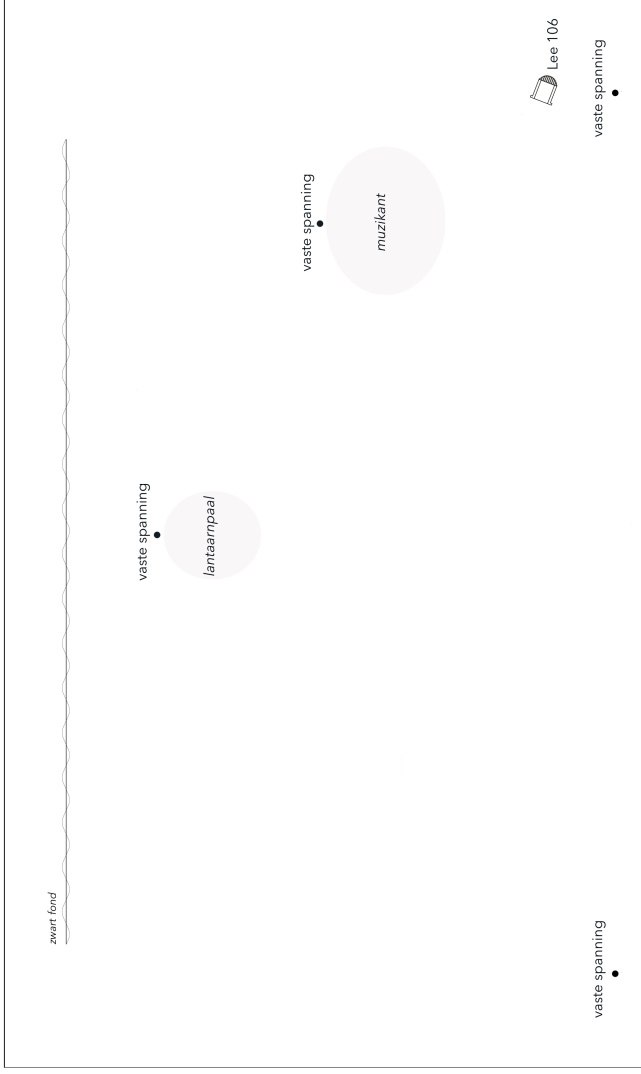 zwart fond
vaste spanning
lantaarnpaal
vaste spanning
muzikant
Lee 106
vaste spanning
vaste spanning